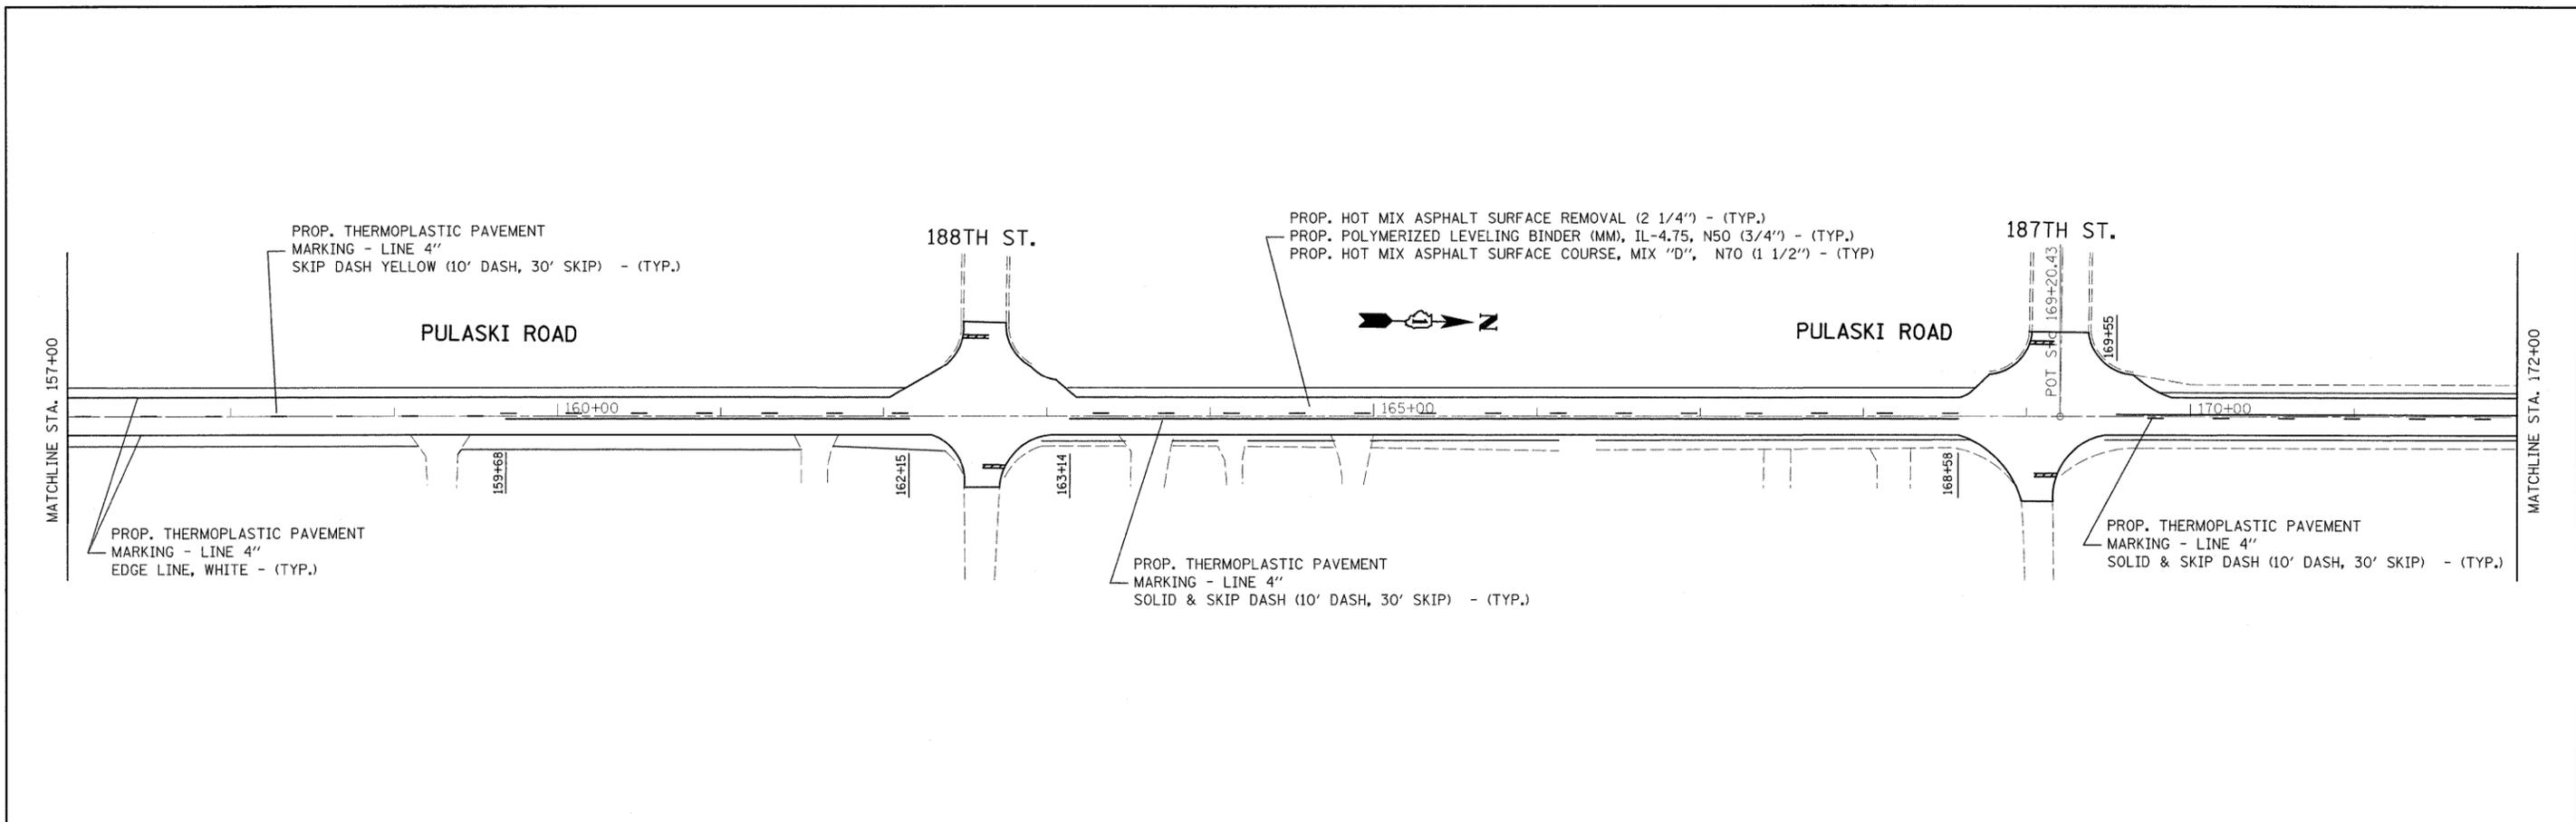 PROP. THERMOPLASTIC PAVEMENT
MARKING - LINE 4"
SKIP DASH YELLOW (10' DASH, 30' SKIP) - (TYP.)
188TH ST.
PROP. HOT MIX ASPHALT SURFACE REMOVAL (2 1/4") - (TYP.)
PROP. POLYMERIZED LEVELING BINDER (MM), IL-4.75, N50 (3/4") - (TYP.)
PROP. HOT MIX ASPHALT SURFACE COURSE, MIX "D", N70 (1 1/2") - (TYP)
187TH ST.
PULASKI ROAD
N
PULASKI ROAD
POT Sta 169+20.43
169+55
MATCHLINE STA. 157+00
160+00
165+00
170+00
MATCHLINE STA. 172+00
159+68
162+15
163+14
168+58
PROP. THERMOPLASTIC PAVEMENT
MARKING - LINE 4"
EDGE LINE, WHITE - (TYP.)
PROP. THERMOPLASTIC PAVEMENT
MARKING - LINE 4"
SOLID & SKIP DASH (10' DASH, 30' SKIP) - (TYP.)
PROP. THERMOPLASTIC PAVEMENT
MARKING - LINE 4"
SOLID & SKIP DASH (10' DASH, 30' SKIP) - (TYP.)